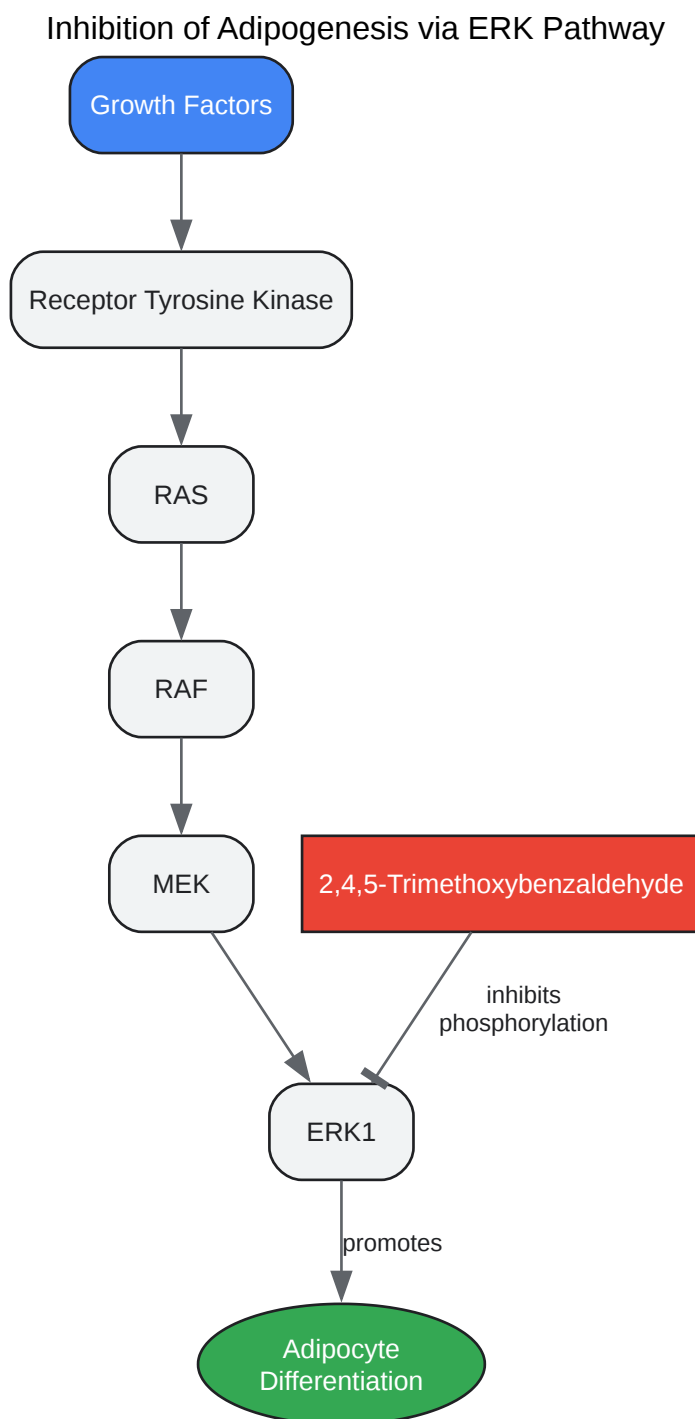 Inhibition of Adipogenesis via ERK Pathway
Growth Factors
Receptor Tyrosine Kinase
RAS
RAF
MEK
2,4,5-Trimethoxybenzaldehyde
inhibits
phosphorylation
ERK1
promotes
Adipocyte
Differentiation